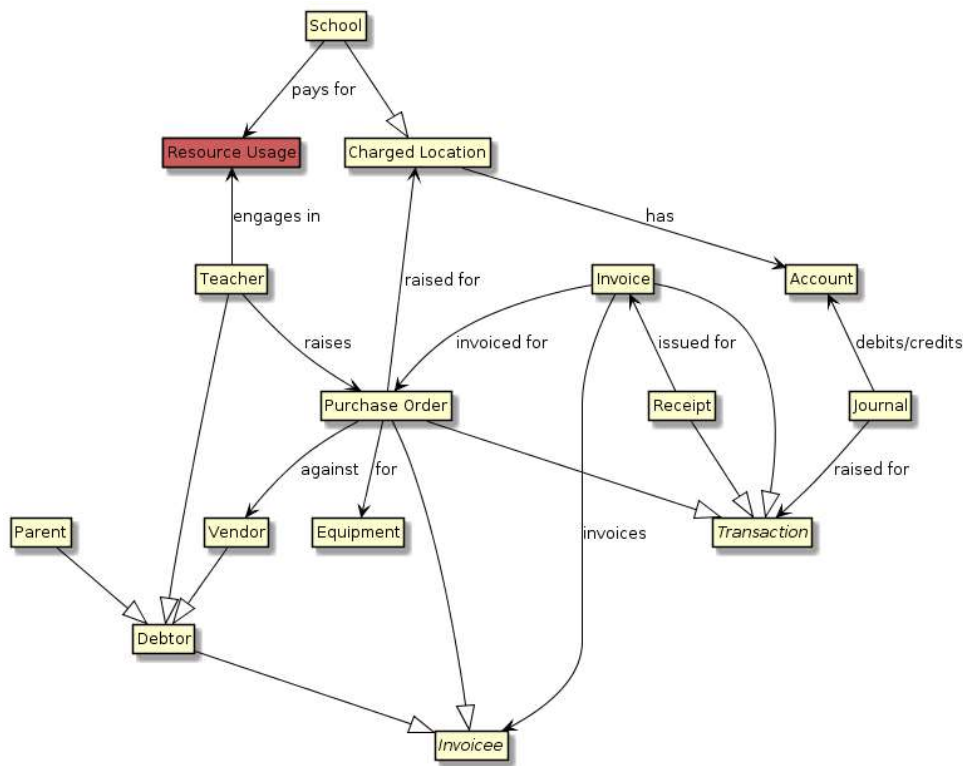 School
pays for
Resource Usage
Charged Location
engages in
has
Teacher
raised for
Invoice
Account
raises
invoiced for
issued for
debits/credits
Purchase Order
Receipt
Journal
against
for
raised for
Parent
Vendor
Equipment
invoices
Transaction
Debtor
Invoicee